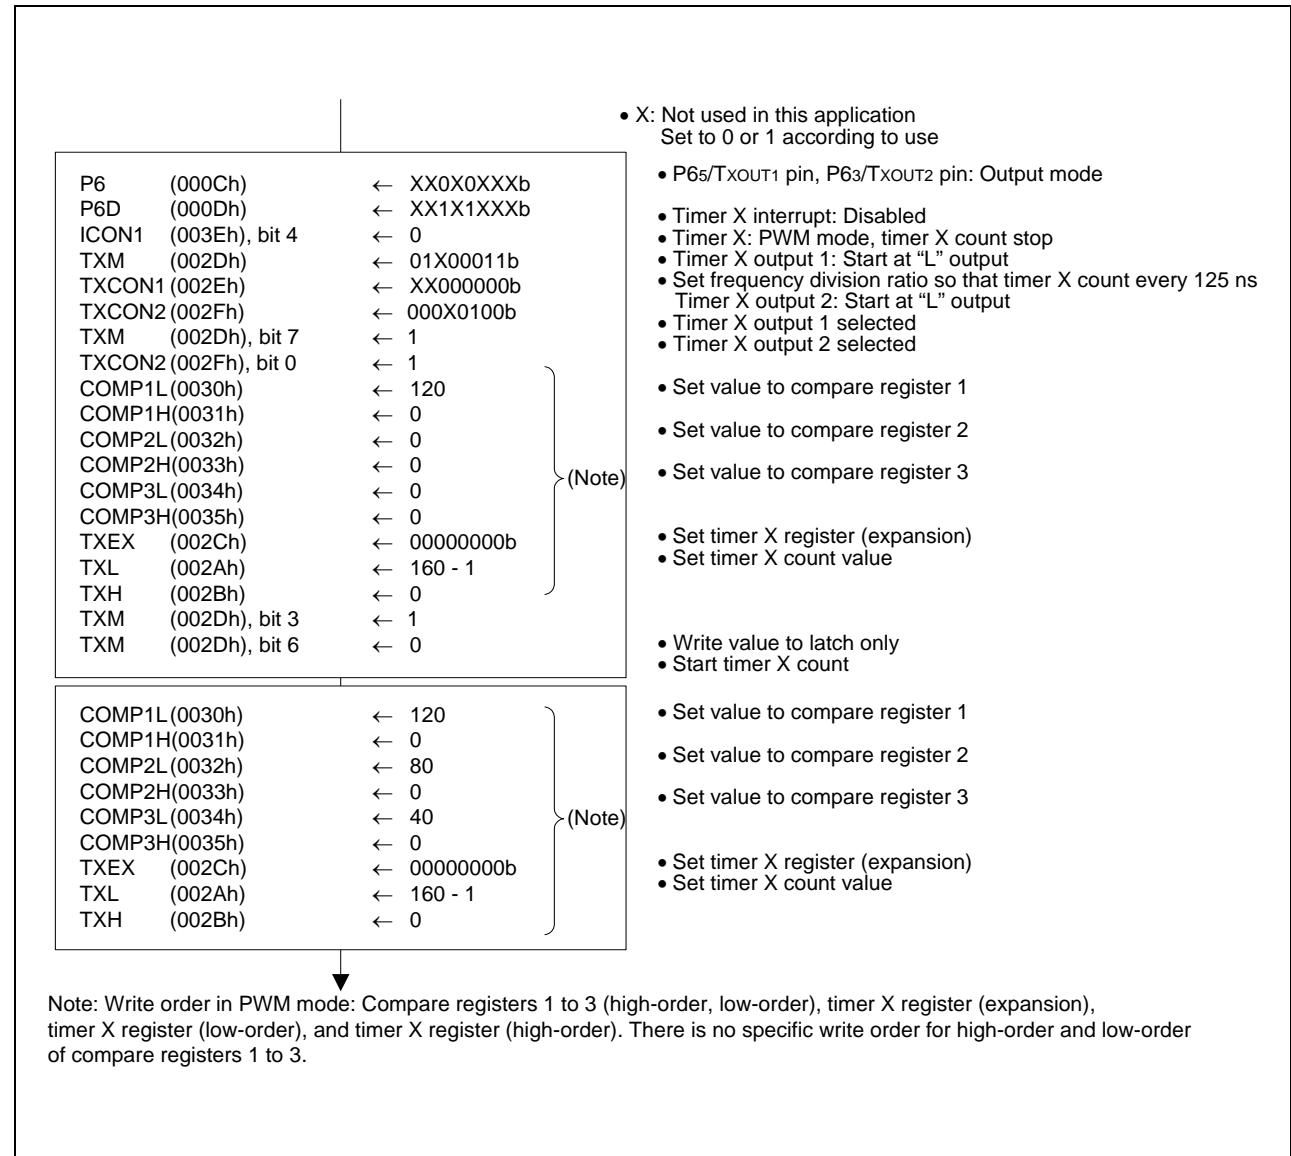 • X: Not used in this application
Set to 0 or 1 according to use
P6 (000Ch) ← XX0X0XXXb • P65/TXOUT1 pin, P63/TXOUT2 pin: Output mode
P6D (000Dh) ← XX1X1XXXb
ICON1 (003Eh), bit 4 ← 0 • Timer X interrupt: Disabled
TXM (002Dh) ← 01X00011b • Timer X: PWM mode, timer X count stop
TXCON1 (002Eh) ← XX000000b • Timer X output 1: Start at “L” output
TXCON2 (002Fh) ← 000X0100b • Set frequency division ratio so that timer X count every 125 ns
Timer X output 2: Start at “L” output
TXM (002Dh), bit 7 ← 1 • Timer X output 1 selected
TXCON2 (002Fh), bit 0 ← 1 • Timer X output 2 selected
COMP1L (0030h) ← 120 • Set value to compare register 1
COMP1H (0031h) ← 0
COMP2L (0032h) ← 0 • Set value to compare register 2
COMP2H (0033h) ← 0
COMP3L (0034h) ← 0 (Note) • Set value to compare register 3
COMP3H (0035h) ← 0
TXEX (002Ch) ← 00000000b • Set timer X register (expansion)
TXL (002Ah) ← 160 - 1 • Set timer X count value
TXH (002Bh) ← 0
TXM (002Dh), bit 3 ← 1 • Write value to latch only
TXM (002Dh), bit 6 ← 0 • Start timer X count
COMP1L (0030h) ← 120 • Set value to compare register 1
COMP1H (0031h) ← 0
COMP2L (0032h) ← 80 • Set value to compare register 2
COMP2H (0033h) ← 0
COMP3L (0034h) ← 40 (Note) • Set value to compare register 3
COMP3H (0035h) ← 0
TXEX (002Ch) ← 00000000b • Set timer X register (expansion)
TXL (002Ah) ← 160 - 1 • Set timer X count value
TXH (002Bh) ← 0
Note: Write order in PWM mode: Compare registers 1 to 3 (high-order, low-order), timer X register (expansion),
timer X register (low-order), and timer X register (high-order). There is no specific write order for high-order and low-order
of compare registers 1 to 3.